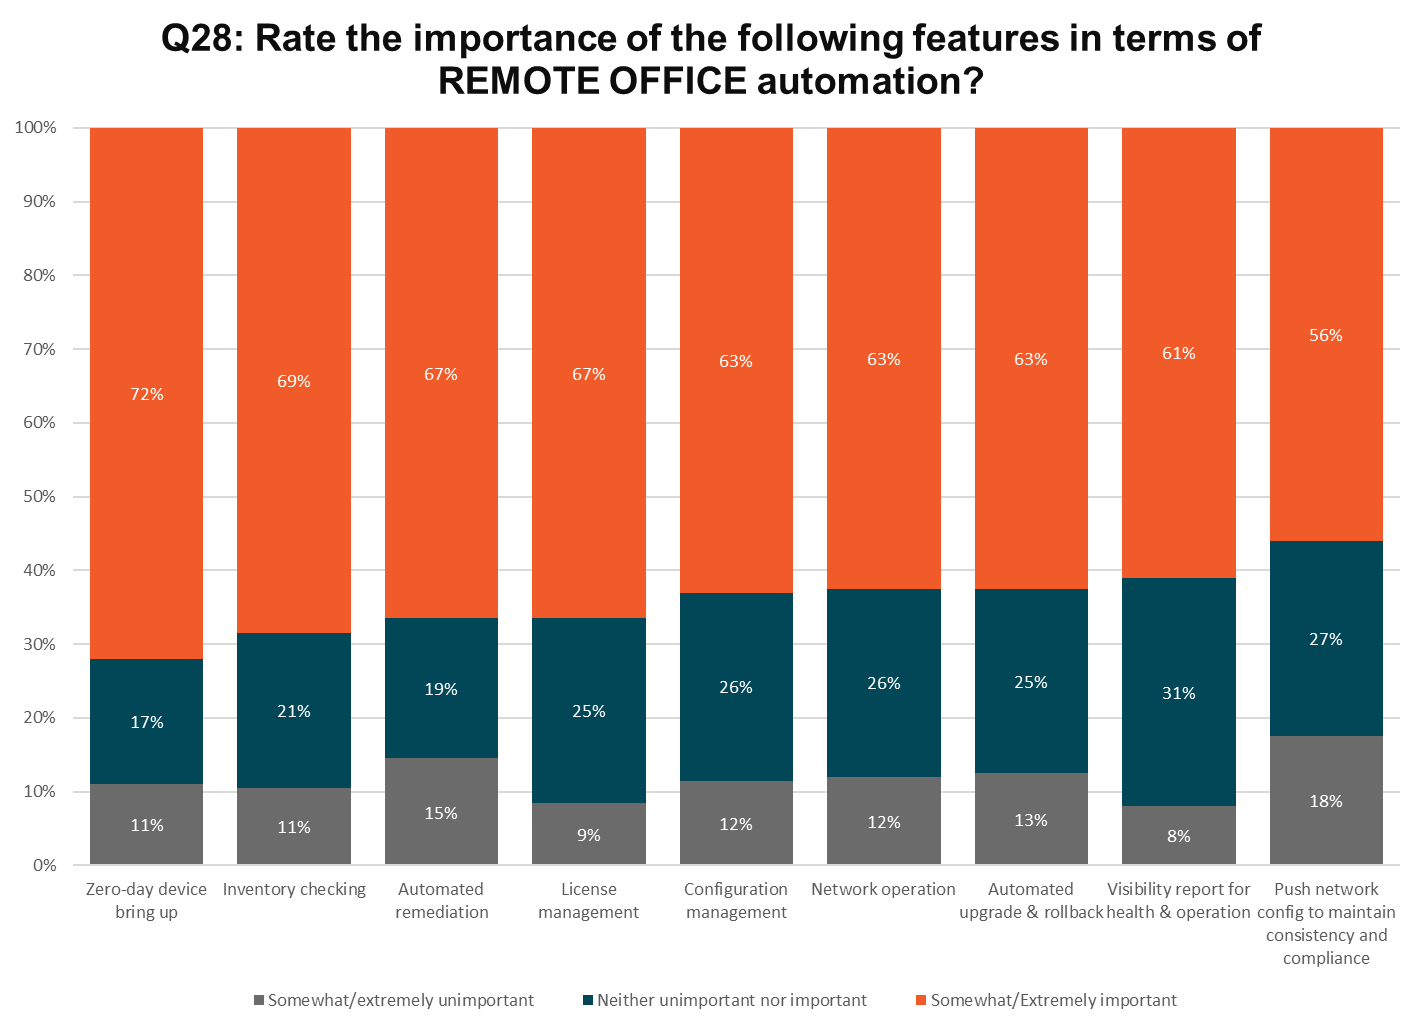 Q28: Rate the importance of the following features in terms of
REMOTE OFFICE automation?
100%
90%
80%
70%
60%
50%
40%
30%
20%
10%
0%
72%
69%
67%
67%
63%
63%
63%
61%
56%
17%
21%
19%
25%
26%
26%
25%
31%
27%
11%
11%
15%
9%
12%
12%
13%
8%
18%
Zero-day device
bring up
Inventory checking
Automated
remediation
License
management
Configuration
management
Network operation
Automated
upgrade & rollback
Visibility report for
health & operation
Push network
config to maintain
consistency and
compliance
Somewhat/extremely unimportant
Neither unimportant nor important
Somewhat/Extremely important